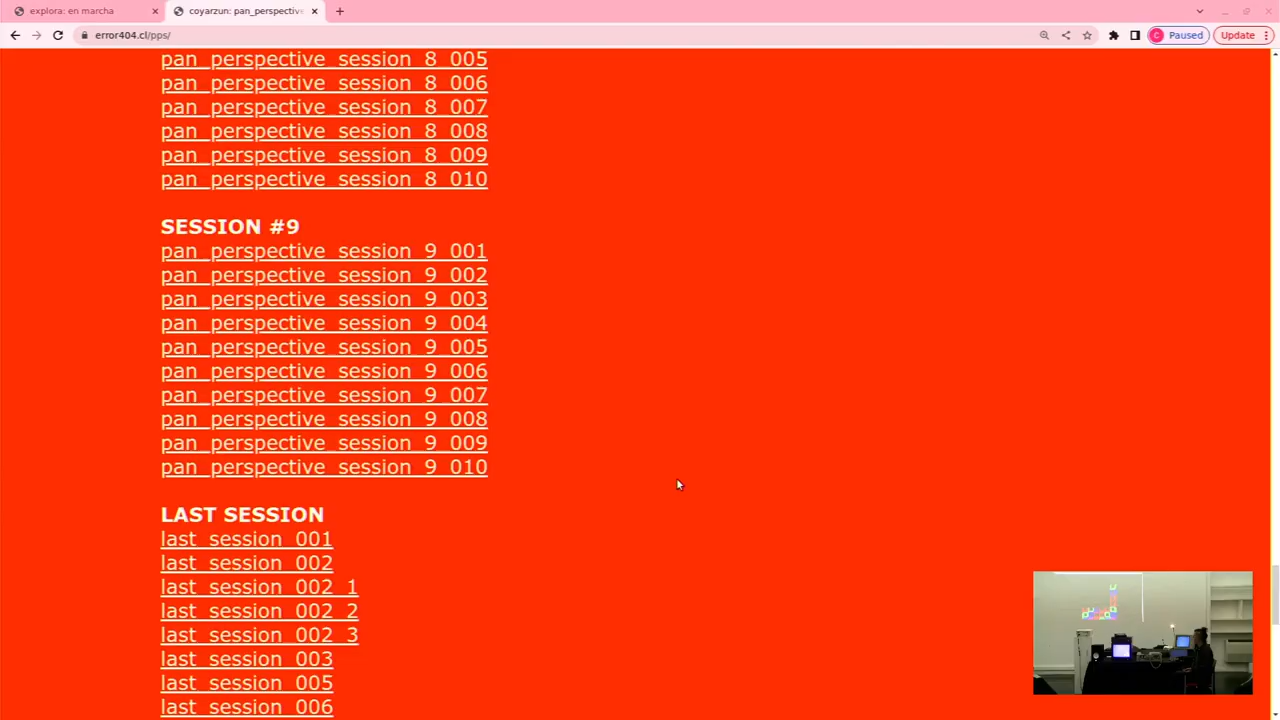 explora: en marcha
coyarzun: pan_perspectiv
error404.cl/pps/
C Paused
Update
pan_perspective_session_8_005
pan_perspective_session_8_006
pan_perspective_session_8_007
pan_perspective_session_8_008
pan_perspective_session_8_009
pan_perspective_session_8_010
SESSION #9
pan_perspective_session_9_001
pan_perspective_session_9_002
pan_perspective_session_9_003
pan_perspective_session_9_004
pan_perspective_session_9_005
pan_perspective_session_9_006
pan_perspective_session_9_007
pan_perspective_session_9_008
pan_perspective_session_9_009
pan_perspective_session_9_010
LAST SESSION
last_session_001
last_session_002
last_session_002_1
last_session_002_2
last_session_002_3
last_session_003
last_session_005
last_session_006